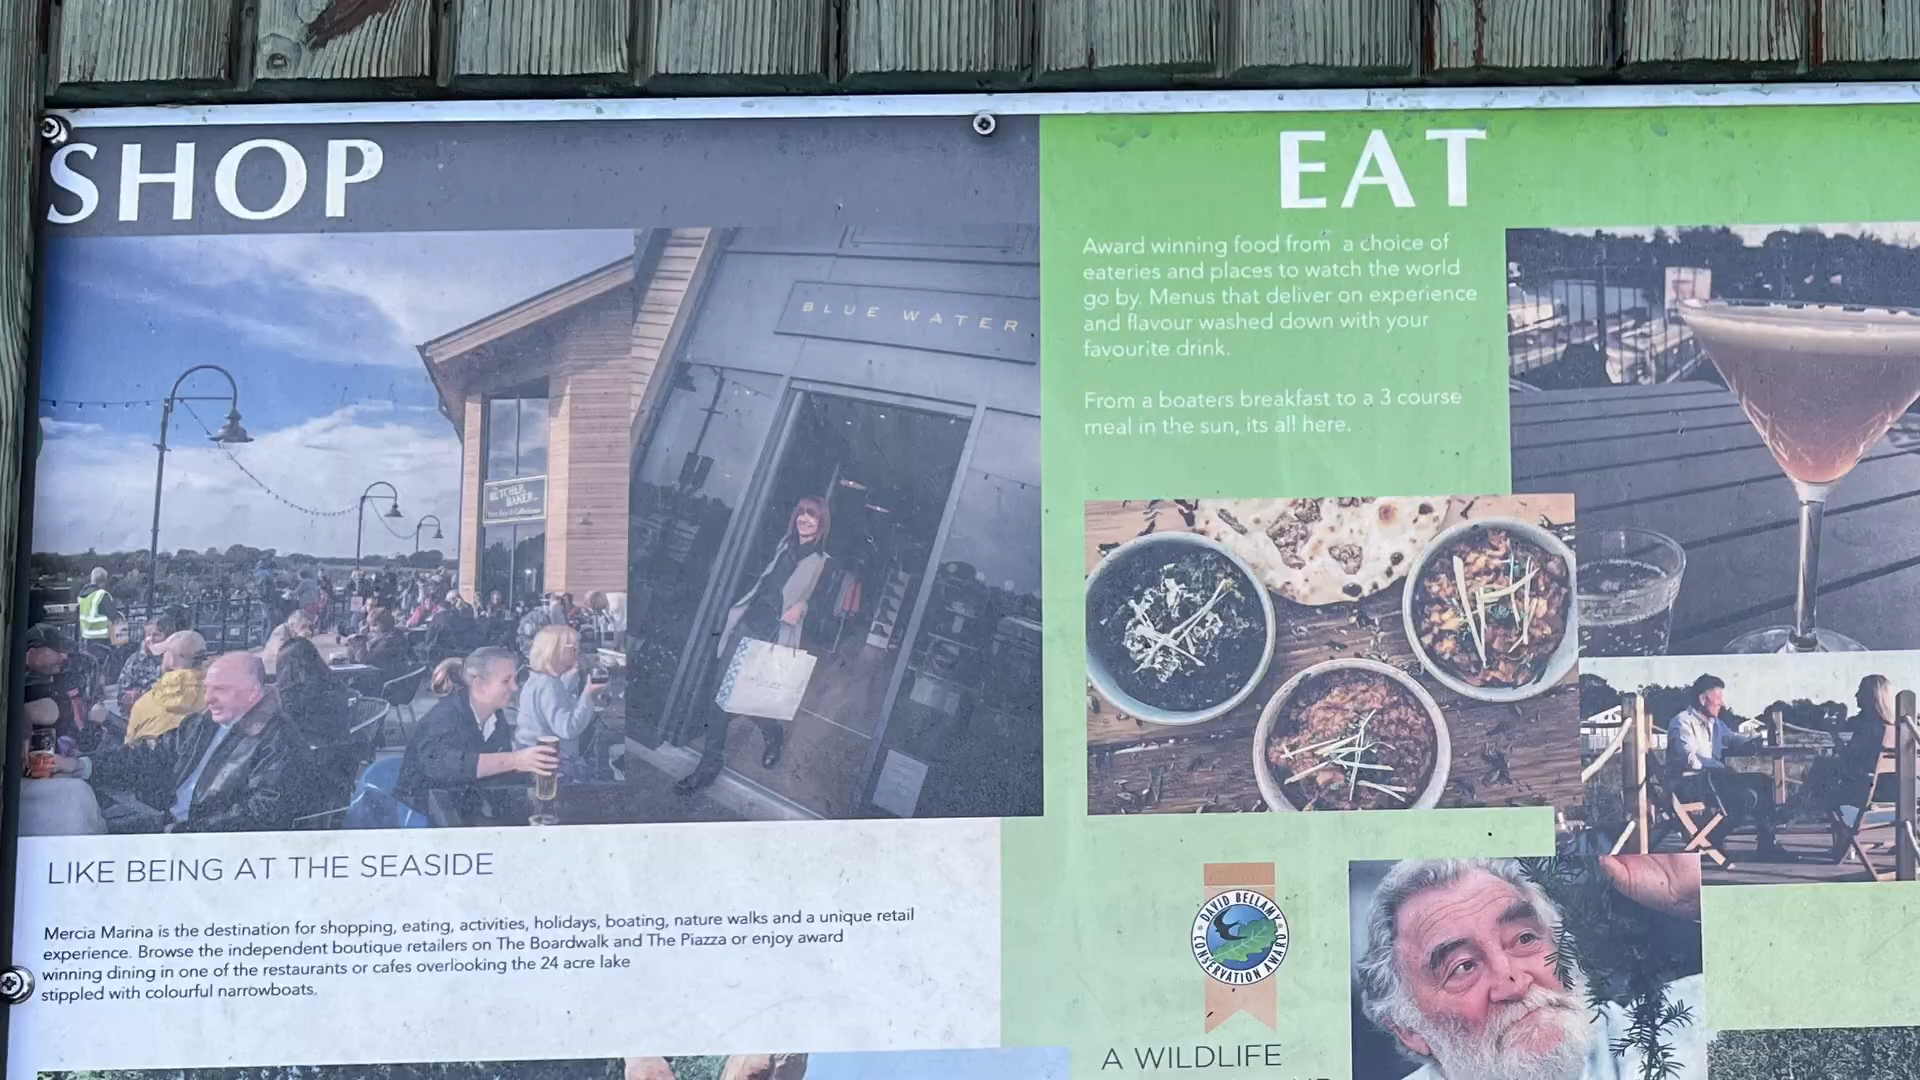 SHOP
BLUE WATER
BUTCHER
BAKER
LIKE BEING AT THE SEASIDE
Mercia Marina is the destination for shopping, eating, activities, holidays, boating, nature walks and a unique retail
experience. Browse the independent boutique retailers on The Boardwalk and The Piazza or enjoy award
winning dining in one of the restaurants or cafes overlooking the 24 acre lake
stippled with colourful narrowboats.
EAT
Award winning food from a choice of
eateries and places to watch the world
go by. Menus that deliver on experience
and flavour washed down with your
favourite drink.
From a boaters breakfast to a 3 course
meal in the sun, its all here.
DAVID BELLAMY
CONSERVATION AWARD
A WILDLIFE